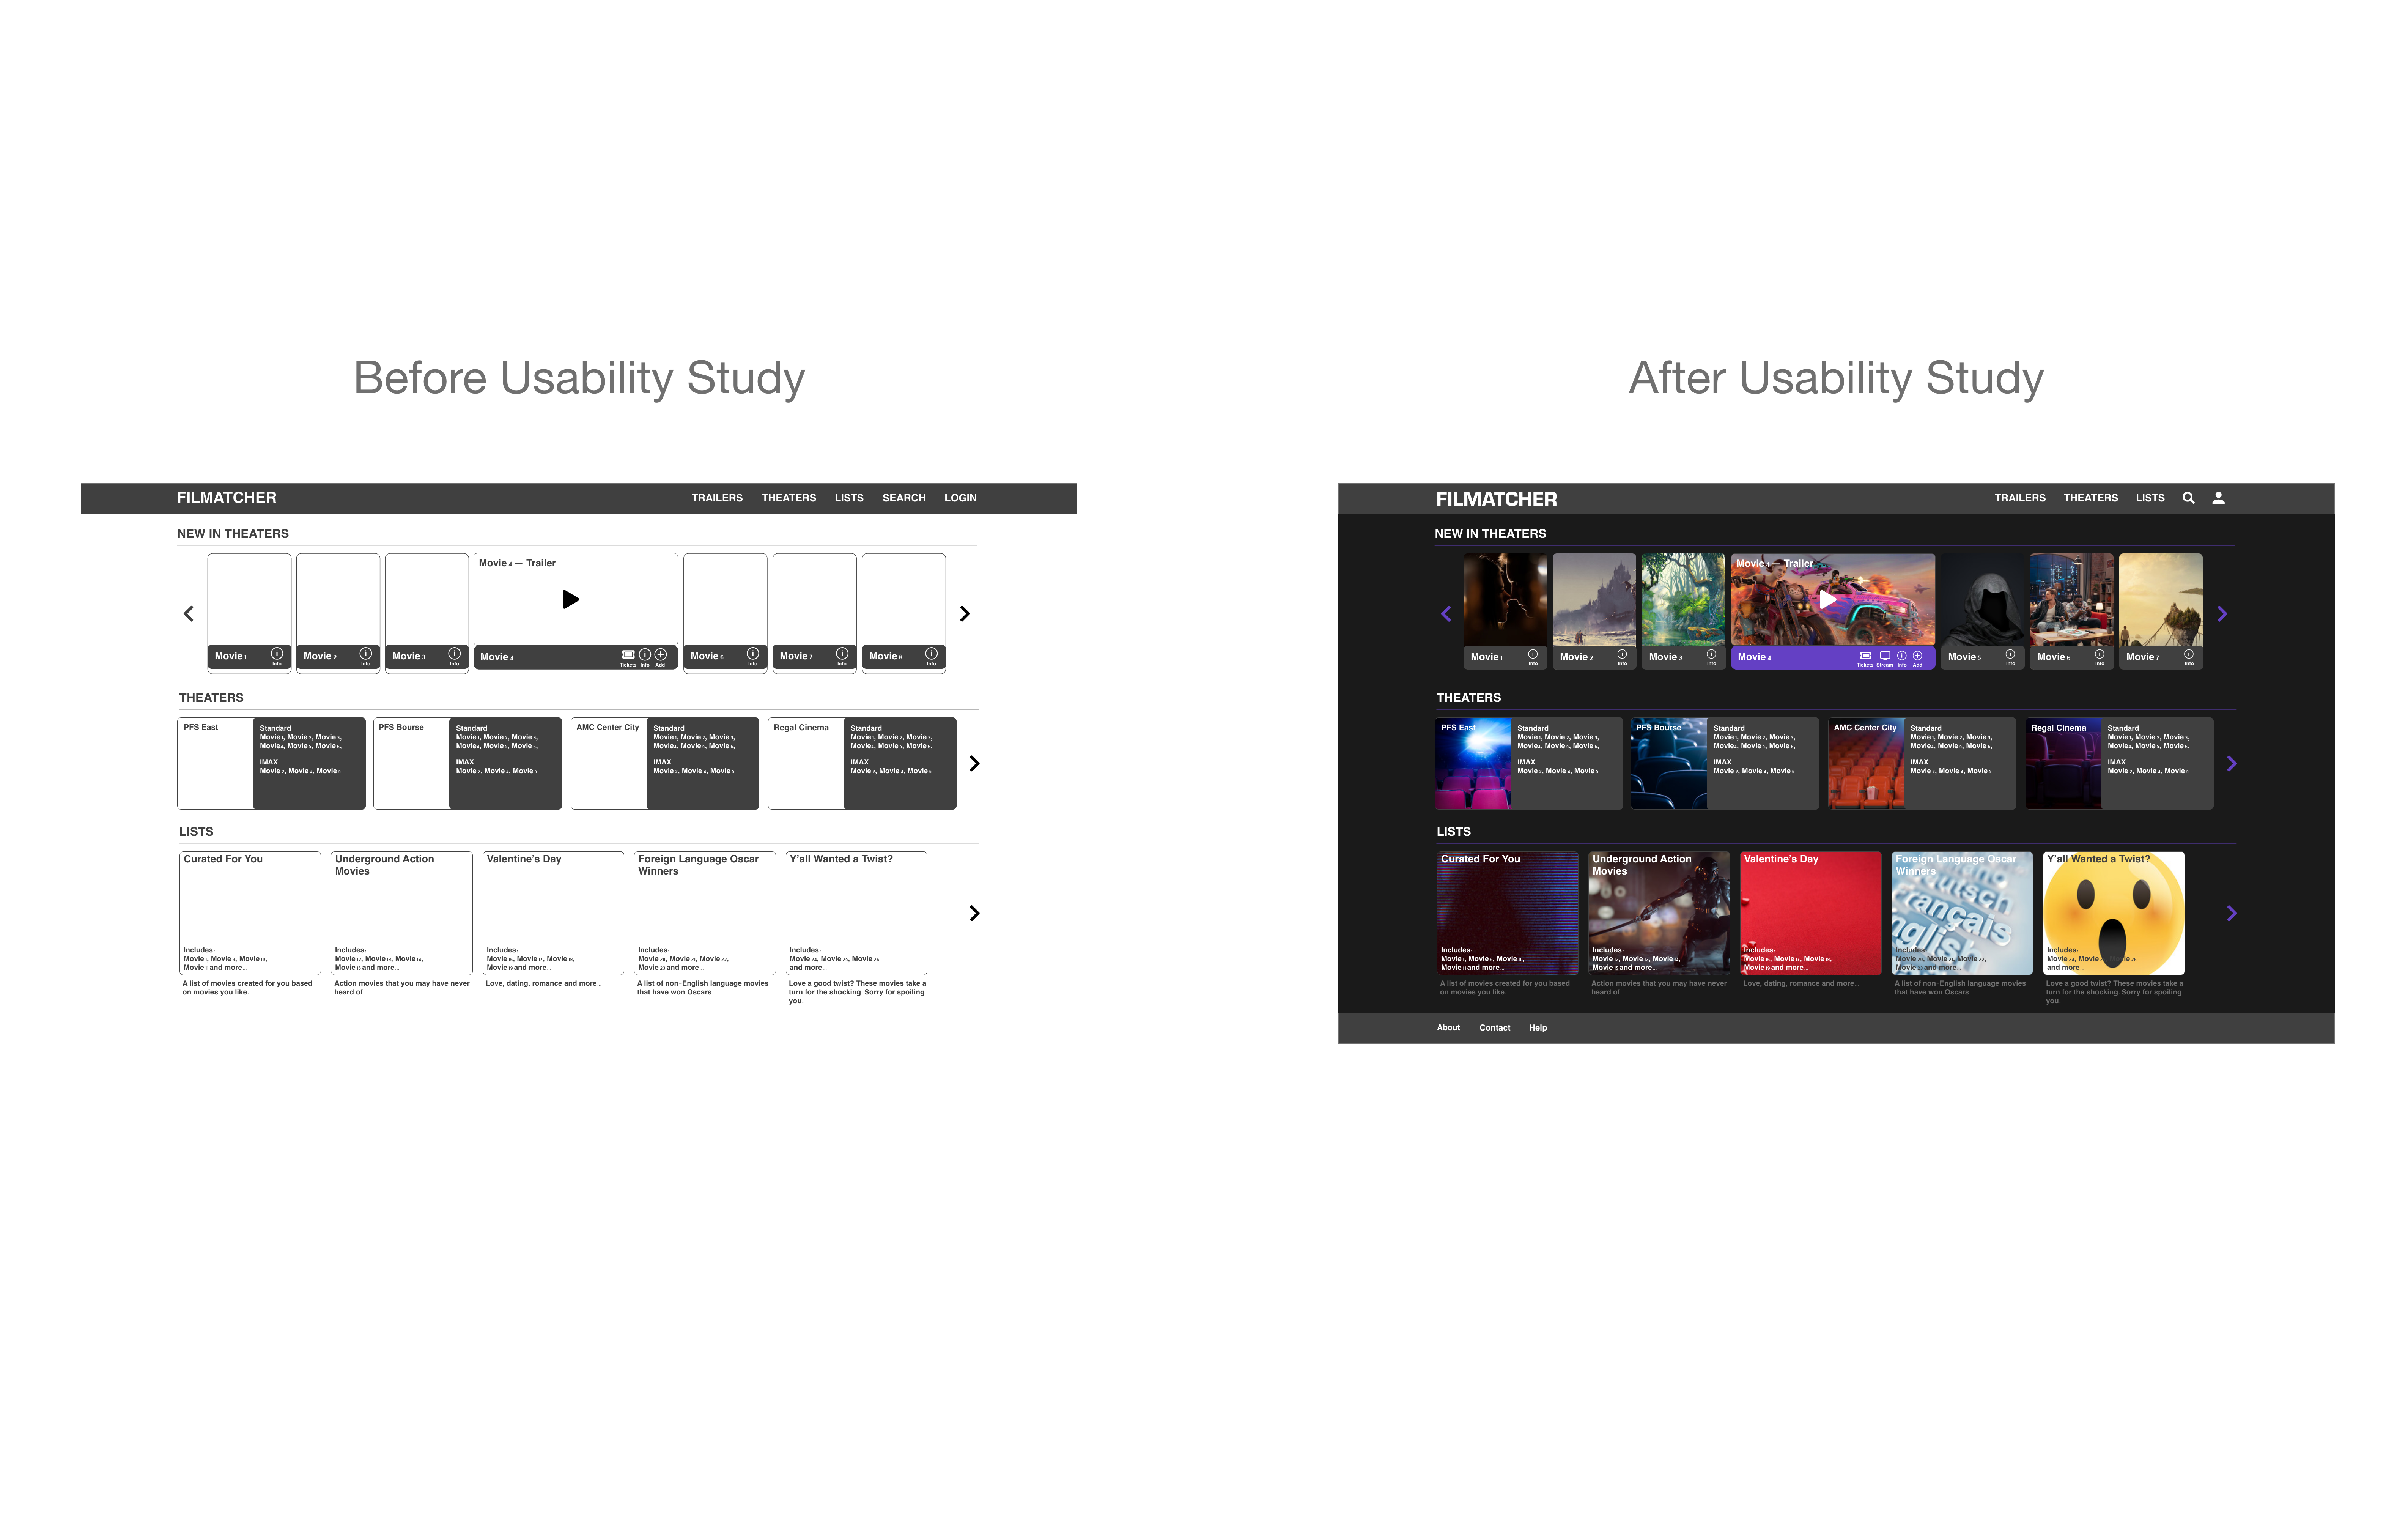 Before Usability Study
FILMATCHER
TRAILERS THEATERS LISTS SEARCH LOGIN
NEW IN THEATERS
Movie 4 — Trailer
Movie 1 Info
Movie 2 Info
Movie 3 Info
Movie 4 Tickets Info Add
Movie 6 Info
Movie 7 Info
Movie 9 Info
THEATERS
PFS East
Standard
Movie 1, Movie 2, Movie 3,
Movie 4, Movie 5, Movie 6,
IMAX
Movie 2, Movie 4, Movie 5
PFS Bourse
Standard
Movie 1, Movie 2, Movie 3,
Movie 4, Movie 5, Movie 6,
IMAX
Movie 2, Movie 4, Movie 5
AMC Center City
Standard
Movie 1, Movie 2, Movie 3,
Movie 4, Movie 5, Movie 6,
IMAX
Movie 2, Movie 4, Movie 5
Regal Cinema
Standard
Movie 1, Movie 2, Movie 3,
Movie 4, Movie 5, Movie 6,
IMAX
Movie 2, Movie 4, Movie 5
LISTS
Curated For You
Includes:
Movie 1, Movie 9, Movie 10,
Movie 11 and more...
A list of movies created for you based
on movies you like.
Underground Action
Movies
Includes:
Movie 12, Movie 13, Movie 14,
Movie 15 and more...
Action movies that you may have never
heard of
Valentine's Day
Includes:
Movie 16, Movie 17, Movie 18,
Movie 19 and more...
Love, dating, romance and more...
Foreign Language Oscar
Winners
Includes:
Movie 20, Movie 21, Movie 22,
Movie 23 and more...
A list of non-English language movies
that have won Oscars
Y'all Wanted a Twist?
Includes:
Movie 24, Movie 25, Movie 26
and more...
Love a good twist? These movies take a
turn for the shocking. Sorry for spoiling
you.
After Usability Study
FILMATCHER
TRAILERS THEATERS LISTS
NEW IN THEATERS
Movie 4 — Trailer
Movie 1 Info
Movie 2 Info
Movie 3 Info
Movie 4 Tickets Stream Info Add
Movie 5 Info
Movie 6 Info
Movie 7 Info
THEATERS
PFS East
Standard
Movie 1, Movie 2, Movie 3,
Movie 4, Movie 5, Movie 6,
IMAX
Movie 2, Movie 4, Movie 5
PFS Bourse
Standard
Movie 1, Movie 2, Movie 3,
Movie 4, Movie 5, Movie 6,
IMAX
Movie 2, Movie 4, Movie 5
AMC Center City
Standard
Movie 1, Movie 2, Movie 3,
Movie 4, Movie 5, Movie 6,
IMAX
Movie 2, Movie 4, Movie 5
Regal Cinema
Standard
Movie 1, Movie 2, Movie 3,
Movie 4, Movie 5, Movie 6,
IMAX
Movie 2, Movie 4, Movie 5
LISTS
Curated For You
Includes:
Movie 1, Movie 9, Movie 10,
Movie 11 and more...
A list of movies created for you based
on movies you like.
Underground Action
Movies
Includes:
Movie 12, Movie 13, Movie 14,
Movie 15 and more...
Action movies that you may have never
heard of
Valentine's Day
Includes:
Movie 16, Movie 17, Movie 18,
Movie 19 and more...
Love, dating, romance and more...
Foreign Language Oscar
Winners
français
Includes:
Movie 20, Movie 21, Movie 22,
Movie 23 and more...
A list of non-English language movies
that have won Oscars
Y'all Wanted a Twist?
Includes:
Movie 24, Movie 26
and more...
Love a good twist? These movies take a
turn for the shocking. Sorry for spoiling
you.
About Contact Help